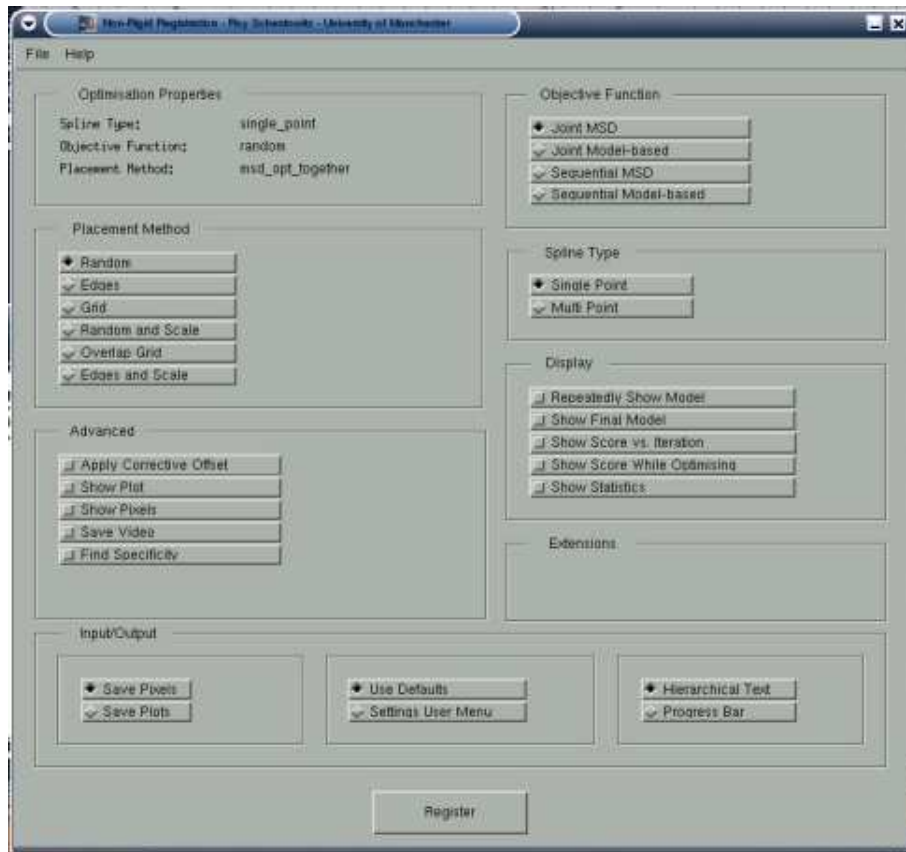 Non-Rigid Registration - Roy Schestowitz - University of Manchester
File Help
Optimisation Properties
Spline Type: single_point
Objective Function: random
Placement Method: msd_opt_together
Placement Method
Random
Edges
Grid
Random and Scale
Overlap Grid
Edges and Scale
Advanced
Apply Corrective Offset
Show Plot
Show Pixels
Save Video
Find Specificity
Objective Function
Joint MSD
Joint Model-based
Sequential MSD
Sequential Model-based
Spline Type
Single Point
Multi Point
Display
Repeatedly Show Model
Show Final Model
Show Score vs. Iteration
Show Score While Optimising
Show Statistics
Extensions
Input/Output
Save Pixels
Save Plots
Use Defaults
Settings User Menu
Hierarchical Text
Progress Bar
Register